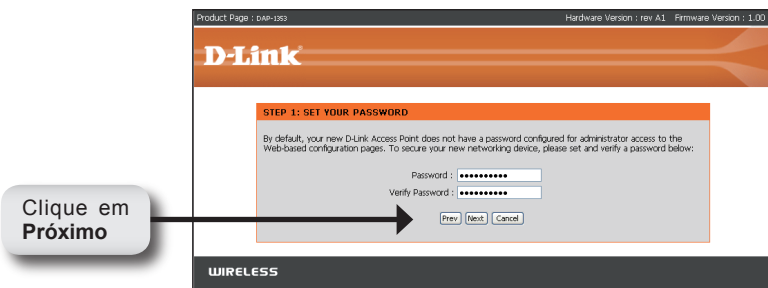 Product Page : DAP-1353 Hardware Version : rev A1 Firmware Version : 1.00
D-Link
STEP 1: SET YOUR PASSWORD
By default, your new D-Link Access Point does not have a password configured for administrator access to the
Web-based configuration pages. To secure your new networking device, please set and verify a password below:
Password : ••••••••••
Verify Password : ••••••••••
Prev Next Cancel
Clique em
Próximo
WIRELESS